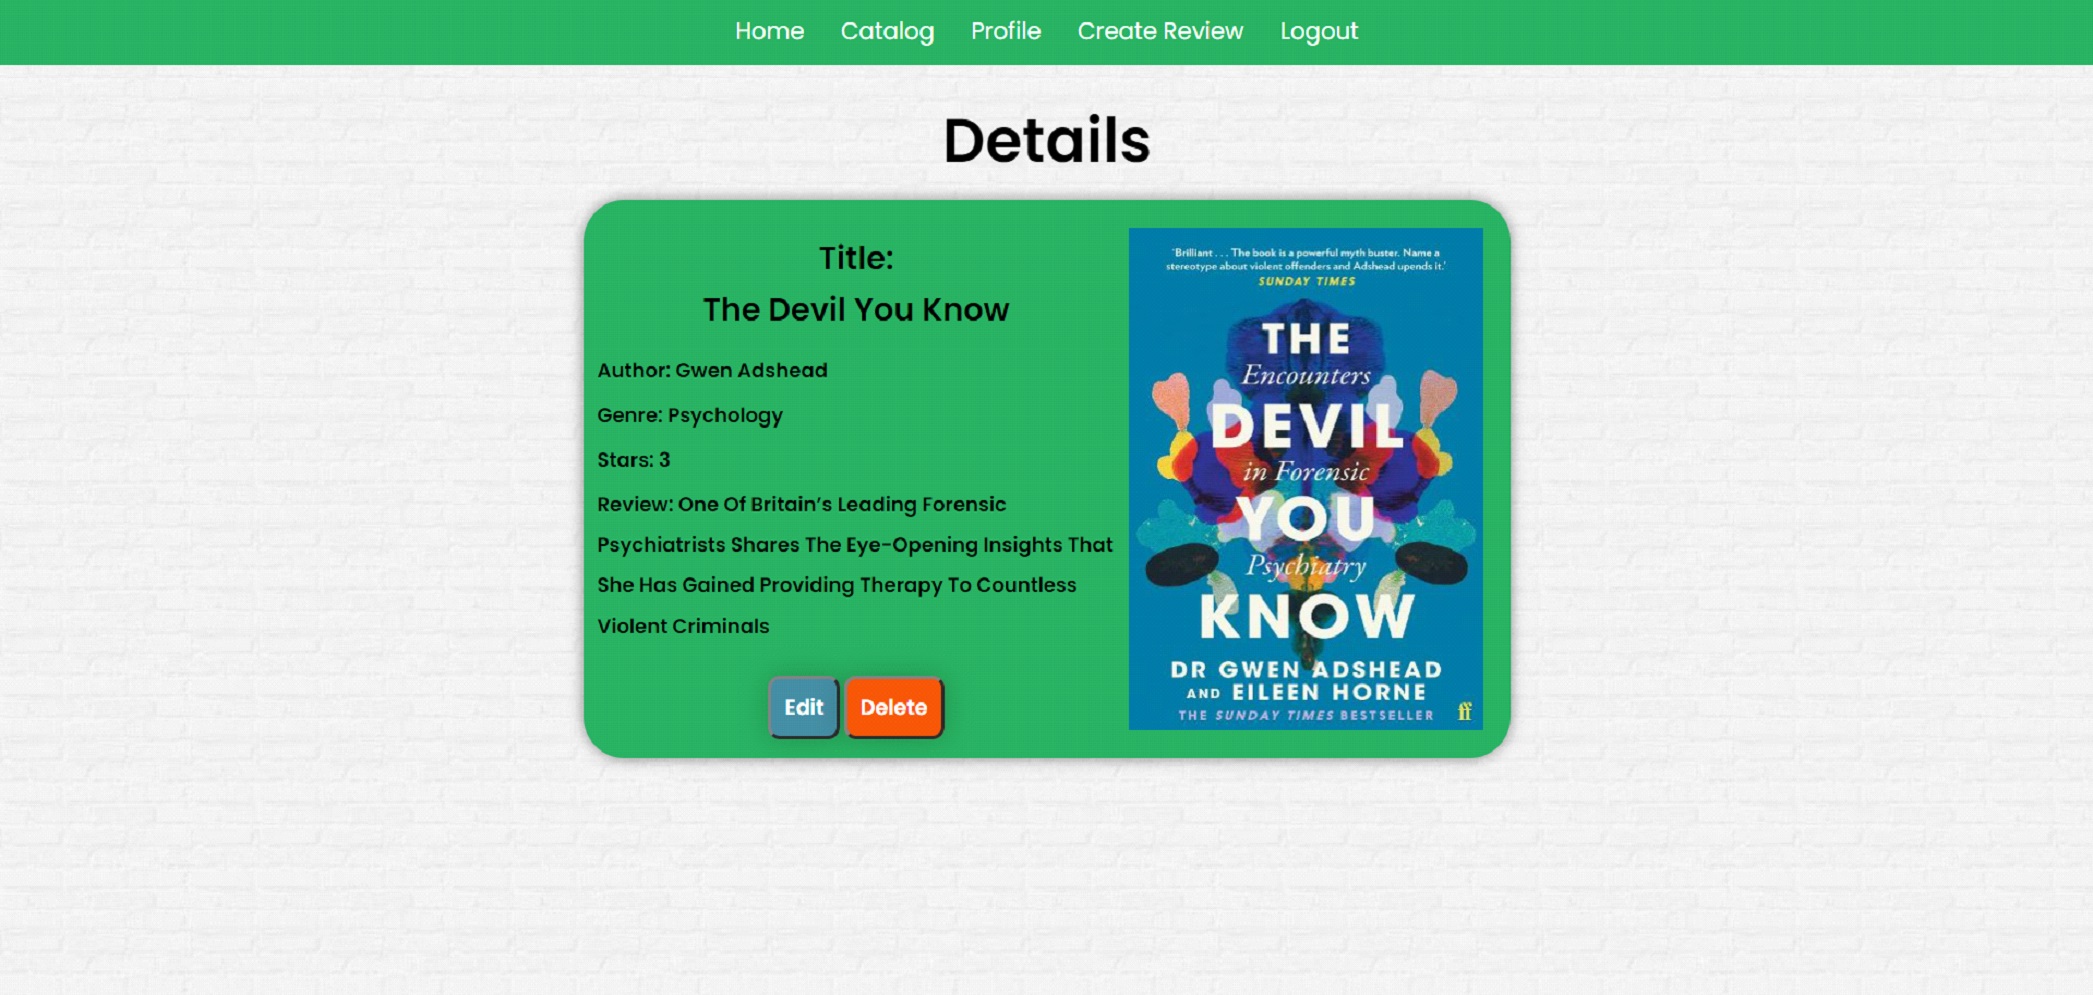 Home Catalog Profile Create Review Logout
Details
Title:
The Devil You Know
Author: Gwen Adshead
Genre: Psychology
Stars: 3
Review: One Of Britain’s Leading Forensic
Psychiatrists Shares The Eye-Opening Insights That
She Has Gained Providing Therapy To Countless
Violent Criminals
Edit Delete
‘Brilliant . . . The book is a powerful myth buster. Name a
stereotype about violent offenders and Adshead upends it.’
SUNDAY TIMES
THE
Encounters
DEVIL
in Forensic
YOU
Psychiatry
KNOW
DR GWEN ADSHEAD
AND EILEEN HORNE
THE SUNDAY TIMES BESTSELLER
ff